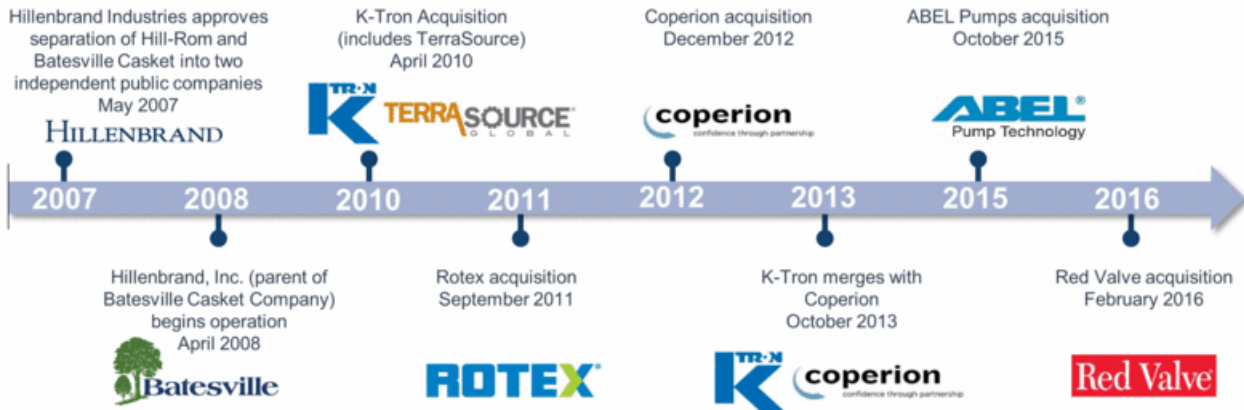 Hillenbrand Industries approves
separation of Hill-Rom and
Batesville Casket into two
independent public companies
May 2007
HILLENBRAND
K-Tron Acquisition
(includes TerraSource)
April 2010
K-TRON
TERRASOURCE®
GLOBAL
Coperion acquisition
December 2012
coperion
confidence through partnership
ABEL Pumps acquisition
October 2015
ABEL®
Pump Technology
2007 2008 2010 2011 2012 2013 2015 2016
Hillenbrand, Inc. (parent of
Batesville Casket Company)
begins operation
April 2008
Batesville
Rotex acquisition
September 2011
ROTEX®
K-Tron merges with
Coperion
October 2013
K-TRON
coperion
confidence through partnership
Red Valve acquisition
February 2016
Red Valve®